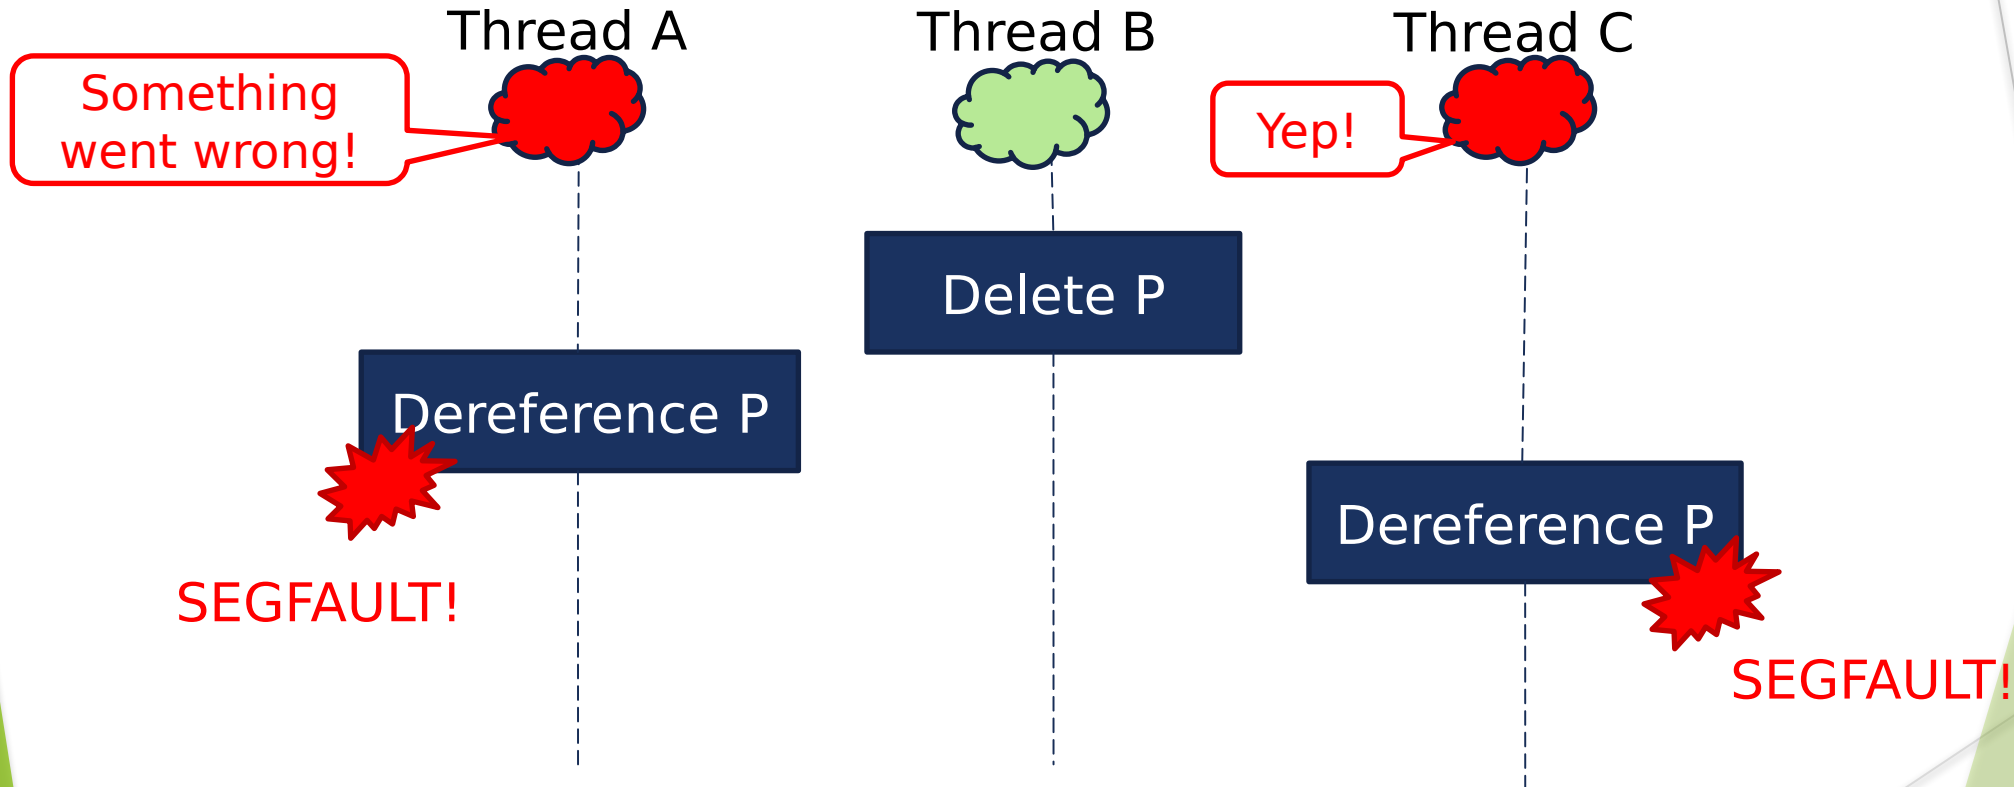 Thread A
Thread B
Thread C
Something
went wrong!
Yep!
Delete P
Dereference P
Dereference P
SEGFAULT!
SEGFAULT!